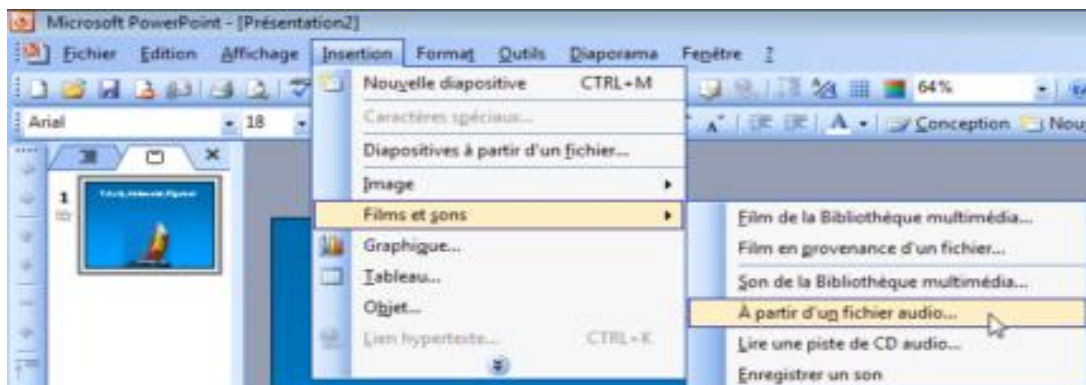 Microsoft PowerPoint - [Présentation2]
Fichier Edition Affichage Insertion Format Outils Diaporama Fenêtre ?
64%
Arial 18 A Conception Nou
1
Nouvelle diapositive CTRL+M
Caractères spéciaux...
Diapositives à partir d'un fichier...
Image
Films et sons
Graphique...
Tableau...
Objet...
Lien hypertexte... CTRL+K
Film de la Bibliothèque multimédia...
Film en provenance d'un fichier...
Son de la Bibliothèque multimédia...
À partir d'un fichier audio...
Lire une piste de CD audio...
Enregistrer un son